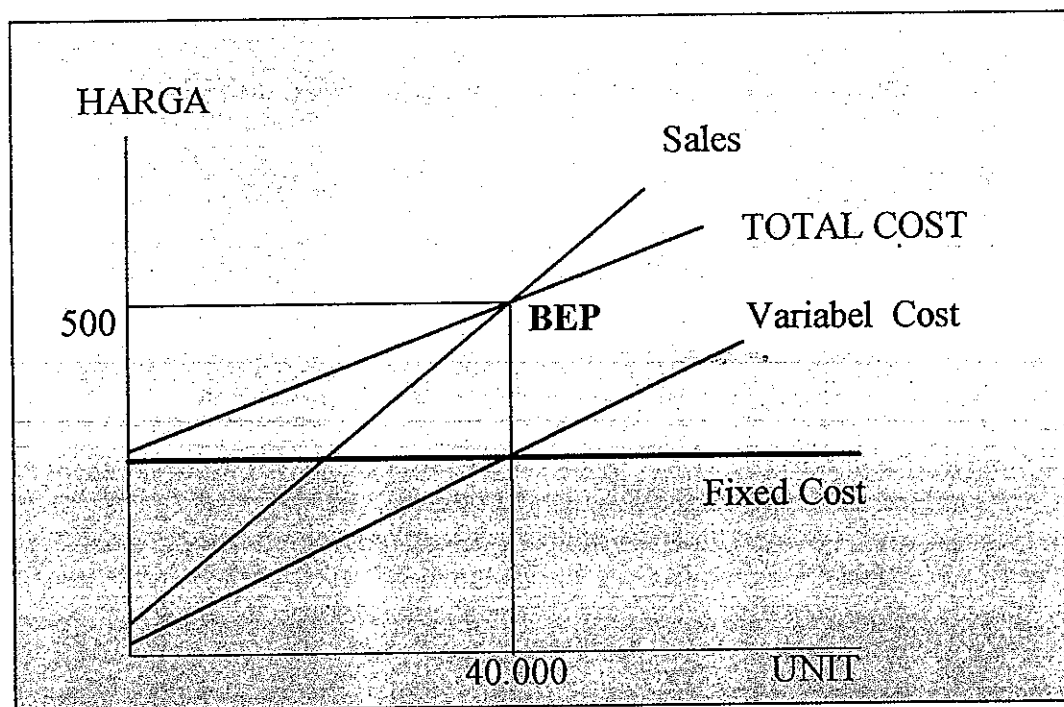 HARGA
Sales
TOTAL COST
500
BEP
Variabel Cost
Fixed Cost
40.000
UNIT